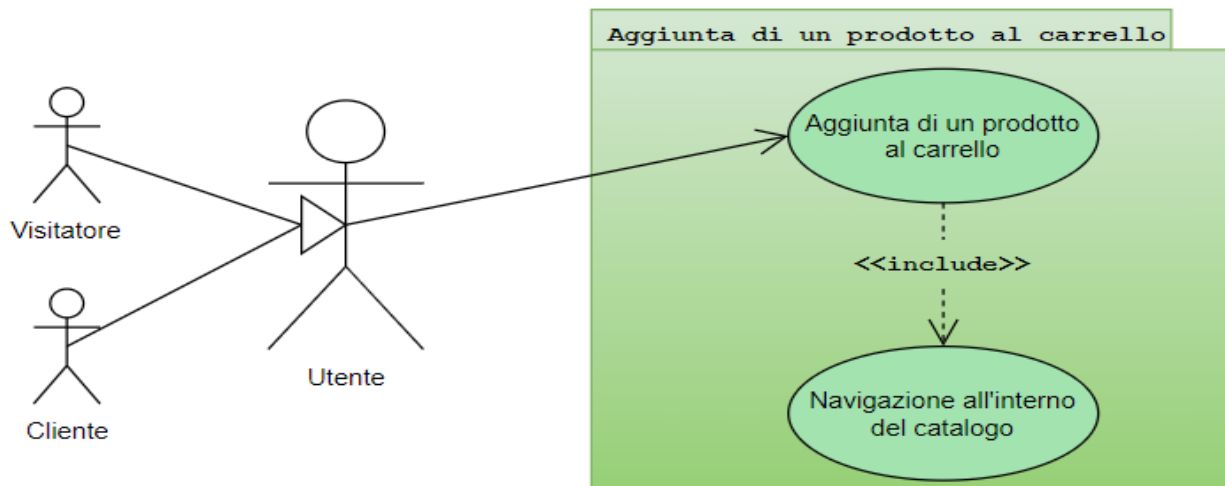 Aggiunta di un prodotto al carrello
Aggiunta di un prodotto
al carrello
Visitatore
<<include>>
Utente
Cliente
Navigazione all'interno
del catalogo